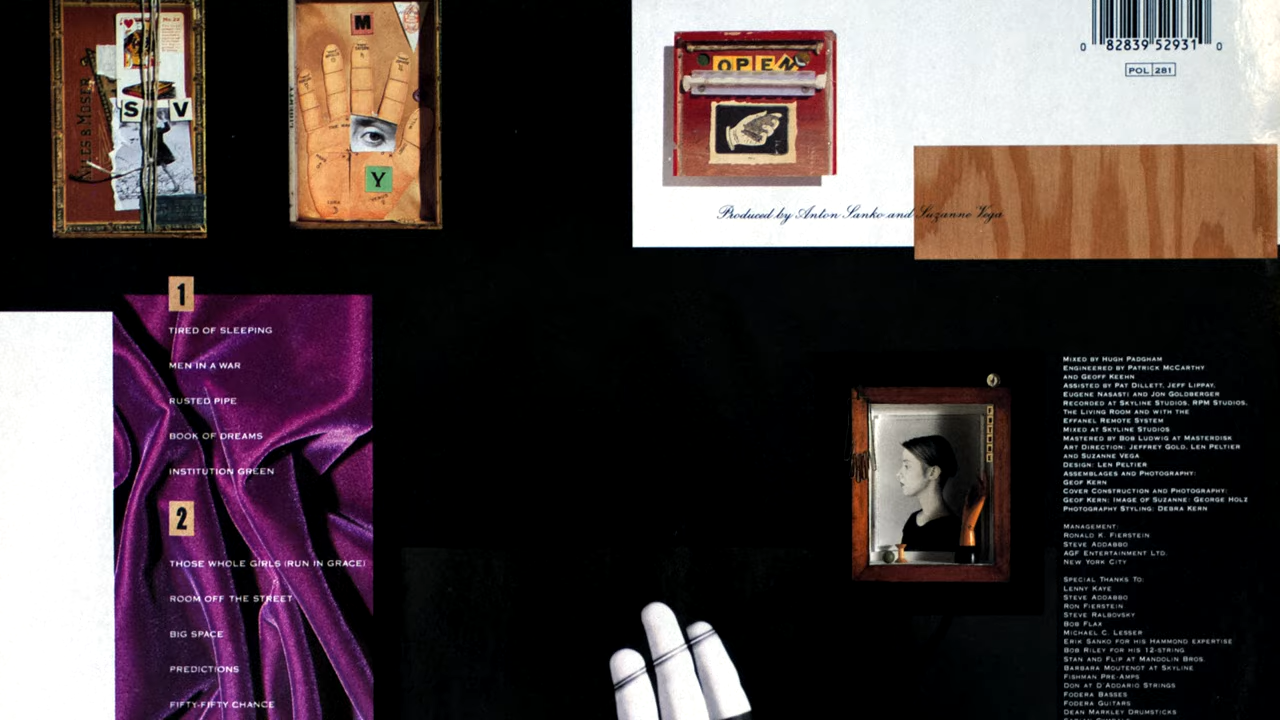 No. 22
MILES & MOSER
S V
M
LIBERTY
Y
OPEN
0 82839 52931 0
POL 281
Produced by Anton Sanko and Suzanne Vega
1
TIRED OF SLEEPING
MEN IN A WAR
RUSTED PIPE
BOOK OF DREAMS
INSTITUTION GREEN
2
THOSE WHOLE GIRLS (RUN IN GRACE)
ROOM OFF THE STREET
BIG SPACE
PREDICTIONS
FIFTY-FIFTY CHANCE
MIXED BY HUGH PADGHAM
ENGINEERED BY PATRICK MCCARTHY
AND GEOFF KEEHN
ASSISTED BY PAT DILLETT, JEFF LIPPAY,
EUGENE NASASTI AND JON GOLDBERGER
RECORDED AT SKYLINE STUDIOS, RPM STUDIOS,
THE LIVING ROOM AND WITH THE
EFFANEL REMOTE SYSTEM
MIXED AT SKYLINE STUDIOS
MASTERED BY BOB LUDWIG AT MASTERDISK
ART DIRECTION: JEFFREY GOLD, LEN PELTIER
AND SUZANNE VEGA
DESIGN: LEN PELTIER
ASSEMBLAGES AND PHOTOGRAPHY:
GEOF KERN
COVER CONSTRUCTION AND PHOTOGRAPHY:
GEOF KERN; IMAGE OF SUZANNE: GEORGE HOLZ
PHOTOGRAPHY STYLING: DEBRA KERN
MANAGEMENT:
RONALD K. FIERSTEIN
STEVE ADDABBO
AGF ENTERTAINMENT LTD.
NEW YORK CITY
SPECIAL THANKS TO:
LENNY KAYE
STEVE ADDABBO
RON FIERSTEIN
STEVE RALBOVSKY
BOB FLAX
MICHAEL C. LESSER
ERIK SANKO FOR HIS HAMMOND EXPERTISE
BOB RILEY FOR HIS 12-STRING
STAN AND FLIP AT MANDOLIN BROS.
BARBARA MOUTENOT AT SKYLINE
FISHMAN PRE-AMPS
DON AT D'ADDARIO STRINGS
FODERA BASSES
FODERA GUITARS
DEAN MARKLEY DRUMSTICKS